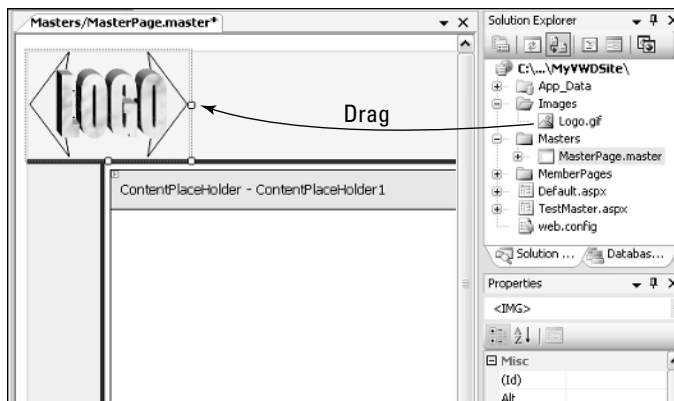 Masters/MasterPage.master*
LOGO
Drag
ContentPlaceHolder - ContentPlaceHolder1
Solution Explorer
C:\...\MyVWDSite\
App_Data
Images
Logo.gif
Masters
MasterPage.master
MemberPages
Default.aspx
TestMaster.aspx
web.config
Solution ... Databas...
Properties
<IMG>
Misc
(Id)
Alt